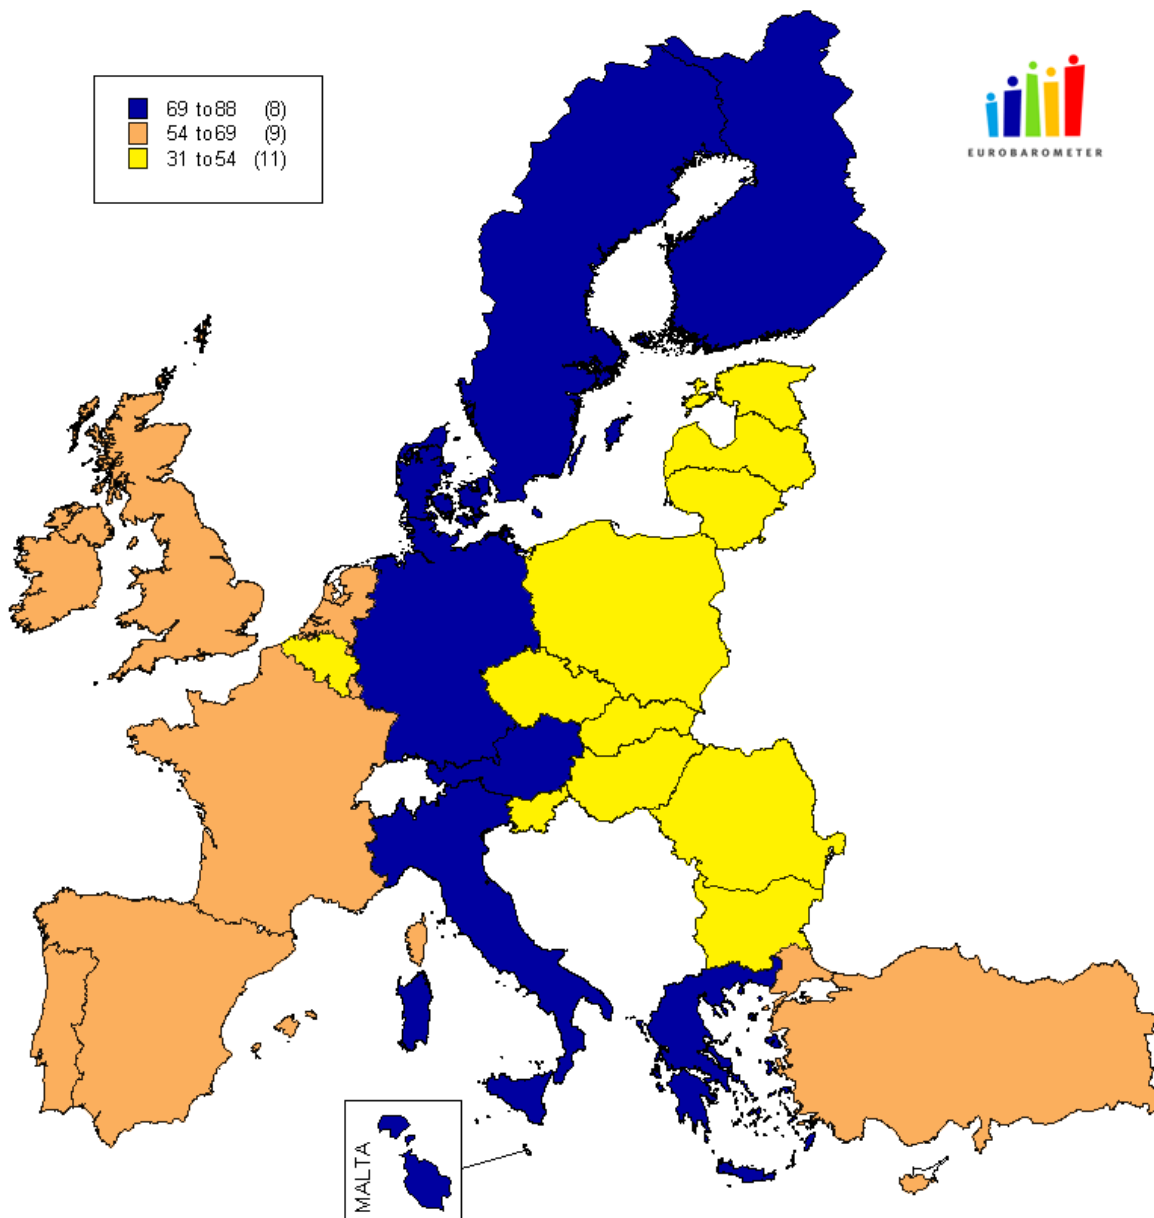 69 to 88 (8)
54 to 69 (9)
31 to 54 (11)
EUROBAROMETER
MALTA